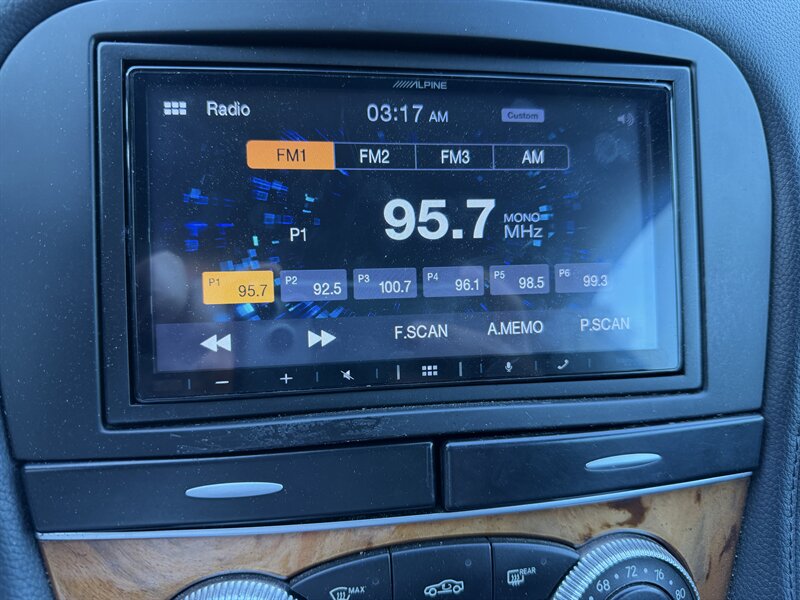 ALPINE
Radio 03:17 AM Custom
FM1 FM2 FM3 AM
P1 95.7 MONO MHz
P1 95.7 P2 92.5 P3 100.7 P4 96.1 P5 98.5 P6 99.3
F.SCAN A.MEMO P.SCAN
MAX REAR
68 72 76 80